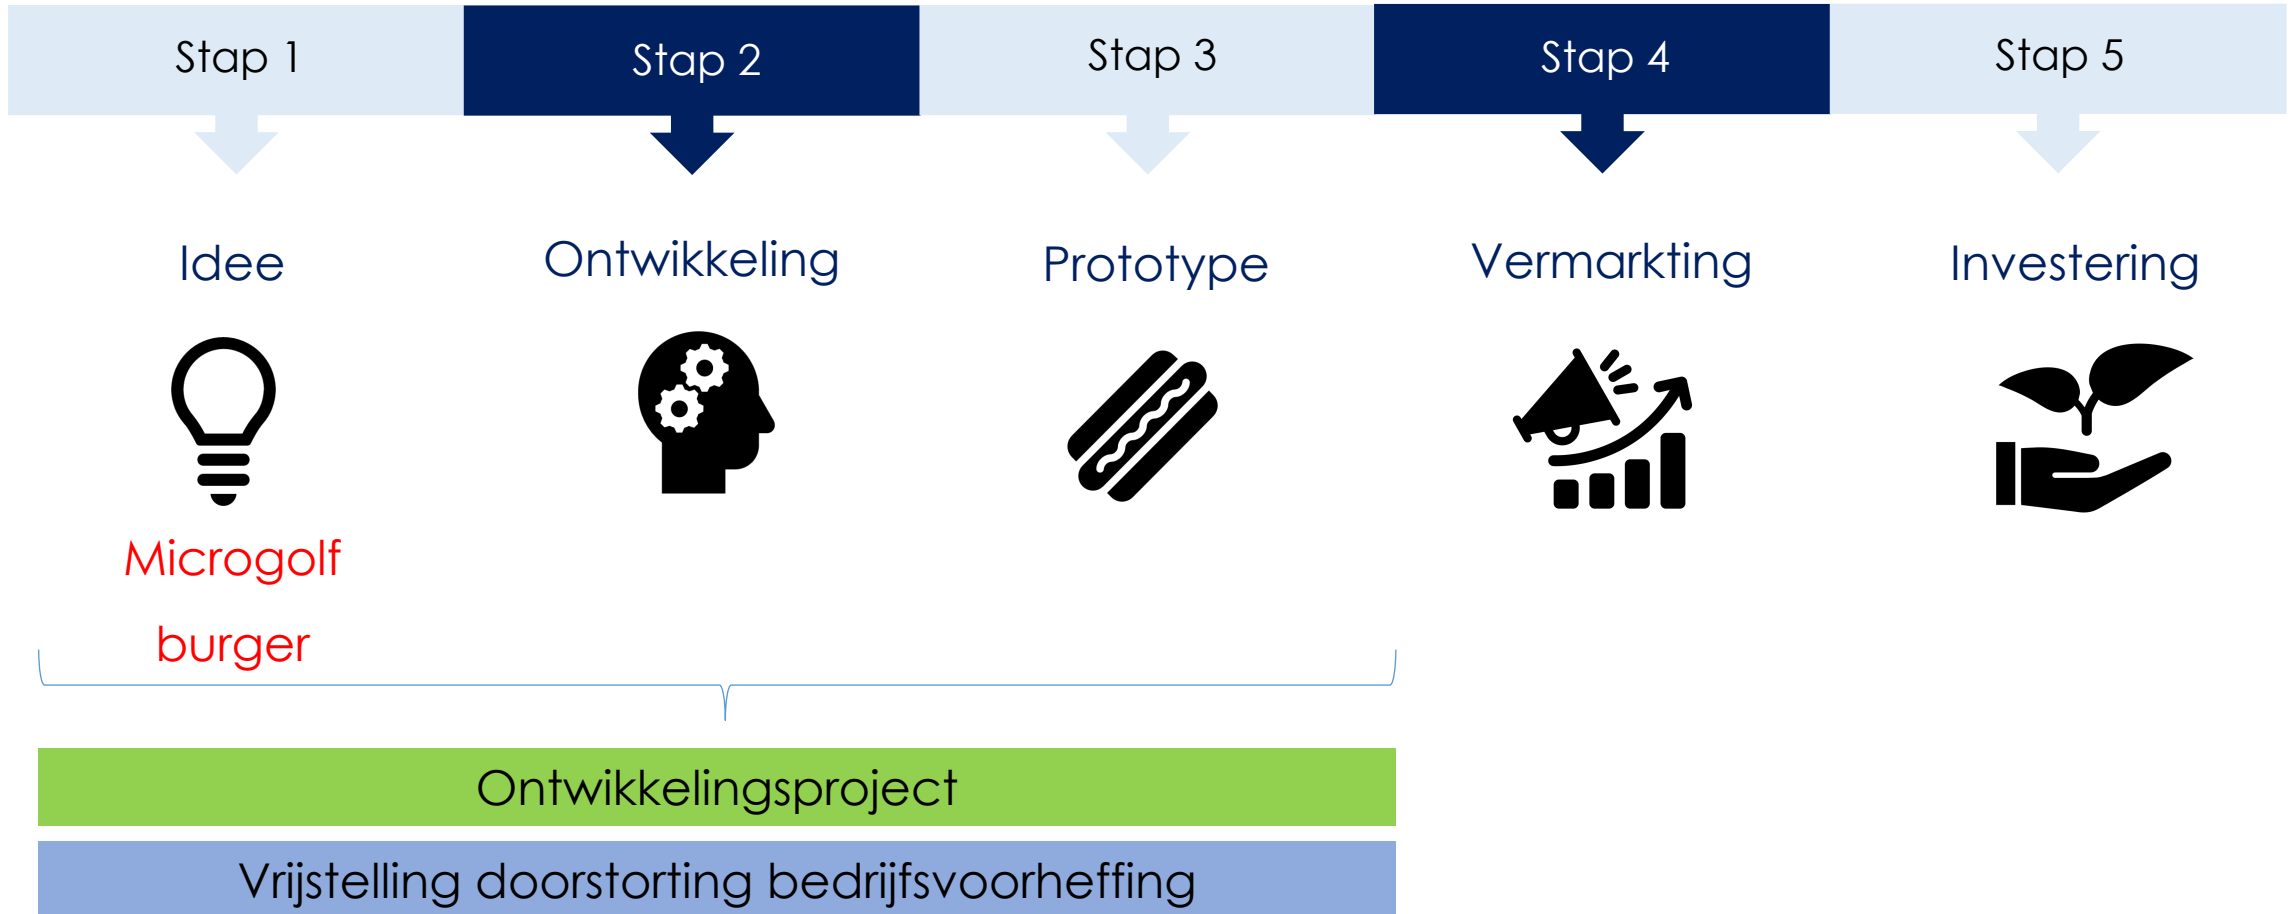 Stap 1
Stap 2
Stap 3
Stap 4
Stap 5
Idee
Ontwikkeling
Prototype
Vermarkting
Investering
Microgolf
burger
Ontwikkelingsproject
Vrijstelling doorstorting bedrijfsvoorheffing